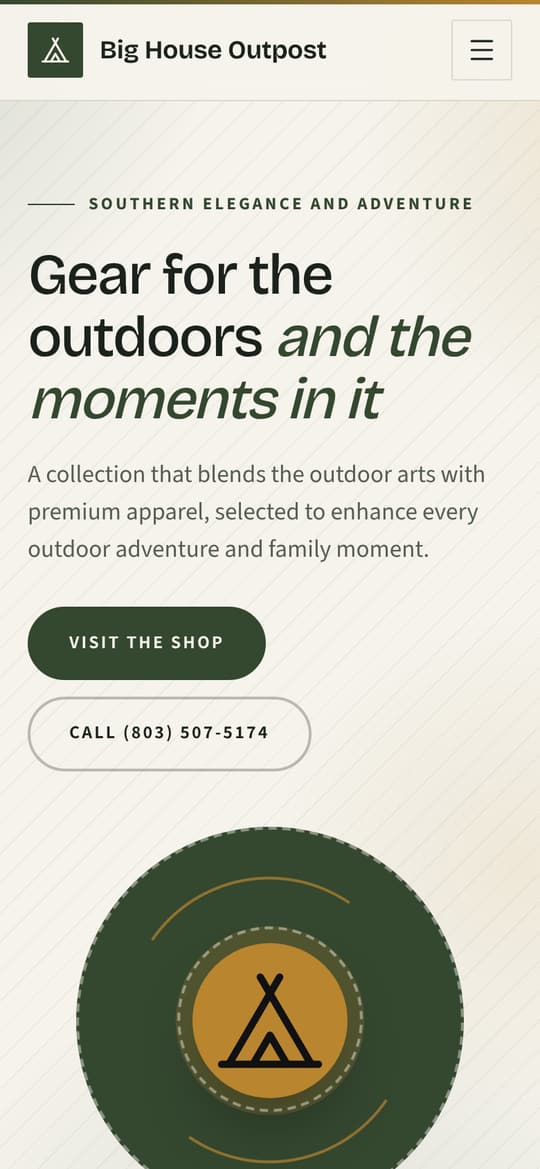 Big House Outpost
SOUTHERN ELEGANCE AND ADVENTURE
Gear for the
outdoors and the
moments in it
A collection that blends the outdoor arts with
premium apparel, selected to enhance every
outdoor adventure and family moment.
VISIT THE SHOP
CALL (803) 507-5174